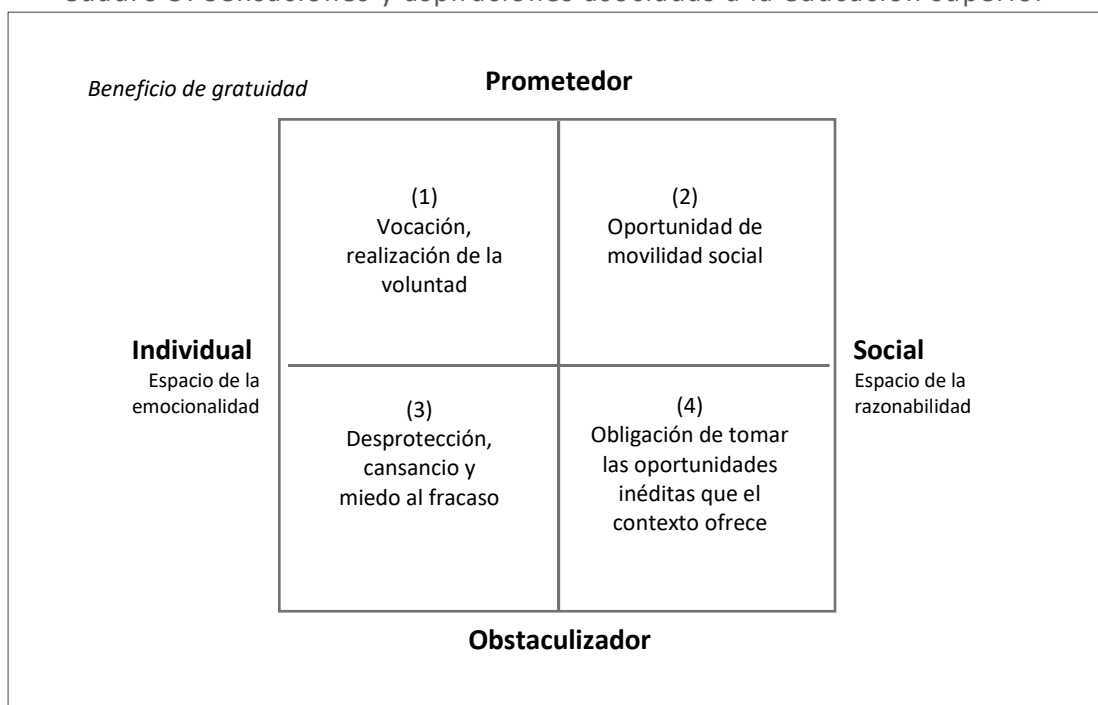 Prometedor
Beneficio de gratuidad
(1)
Vocación,
realización de la
voluntad
(2)
Oportunidad de
movilidad social
Individual
Espacio de la
emocionalidad
Social
Espacio de la
razonabilidad
(3)
Desprotección,
cansancio y
miedo al fracaso
(4)
Obligación de tomar
las oportunidades
inéditas que el
contexto ofrece
Obstaculizador